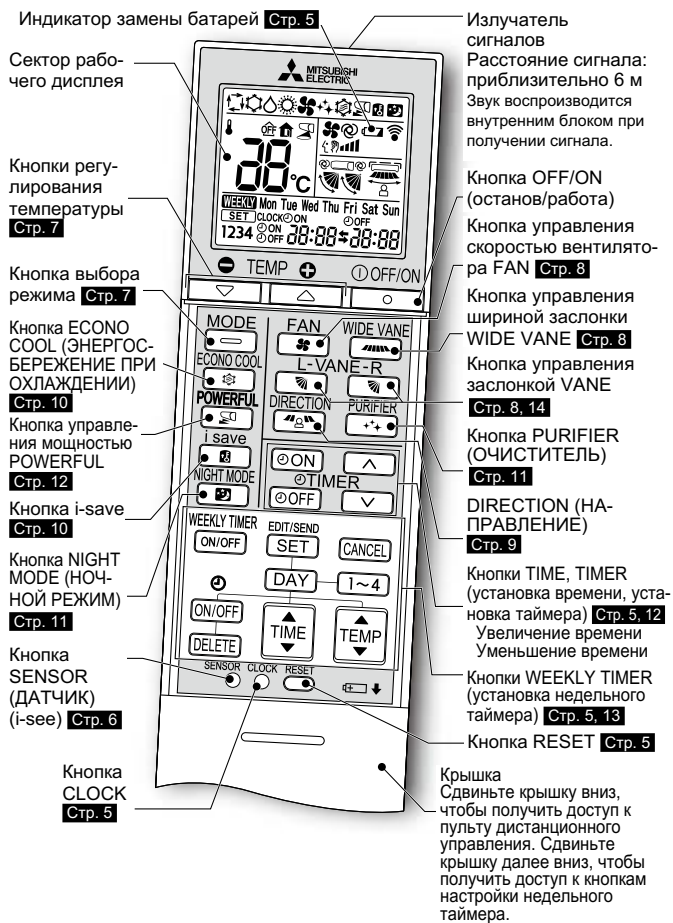 Индикатор замены батарей Стр. 5
Сектор рабо-
чего дисплея
Кнопки регу-
лирования
температуры
Стр. 7
Кнопка выбора
режима Стр. 7
Кнопка ECONO
COOL (ЭНЕРГОС-
БЕРЕЖЕНИЕ ПРИ
ОХЛАЖДЕНИИ)
Стр. 10
Кнопка управле-
ния мощностью
POWERFUL
Стр. 12
Кнопка i-save
Стр. 10
Кнопка NIGHT
MODE (НОЧ-
НОЙ РЕЖИМ)
Стр. 11
Кнопка
SENSOR
(ДАТЧИК)
(i-see) Стр. 6
Кнопка
CLOCK
Стр. 5
MITSUBISHI
ELECTRIC
OFF
88°C
WEEKLY Mon Tue Wed Thu Fri Sat Sun
SET CLOCK ON OFF
1234 ON OFF 88:88 88:88
TEMP OFF/ON
MODE FAN WIDE VANE
ECONO COOL L-VANE-R
POWERFUL DIRECTION PURIFIER
i save ON
TIMER
NIGHT MODE OFF
WEEKLY TIMER EDIT/SEND
ON/OFF SET CANCEL
DAY 1~4
ON/OFF TIME TEMP
DELETE
SENSOR CLOCK RESET
Излучатель
сигналов
Расстояние сигнала:
приблизительно 6 м
Звук воспроизводится
внутренним блоком при
получении сигнала.
Кнопка OFF/ON
(останов/работа)
Кнопка управления
скоростью вентилято-
ра FAN Стр. 8
Кнопка управления
шириной заслонки
WIDE VANE Стр. 8
Кнопка управления
заслонкой VANE
Стр. 8, 14
Кнопка PURIFIER
(ОЧИСТИТЕЛЬ)
Стр. 11
DIRECTION (НА-
ПРАВЛЕНИЕ)
Стр. 9
Кнопки TIME, TIMER
(установка времени, уста-
новка таймера) Стр. 5, 12
Увеличение времени
Уменьшение времени
Кнопки WEEKLY TIMER
(установка недельного
таймера) Стр. 5, 13
Кнопка RESET Стр. 5
Крышка
Сдвиньте крышку вниз,
чтобы получить доступ к
пульту дистанционного
управления. Сдвиньте
крышку далее вниз, чтобы
получить доступ к кнопкам
настройки недельного
таймера.